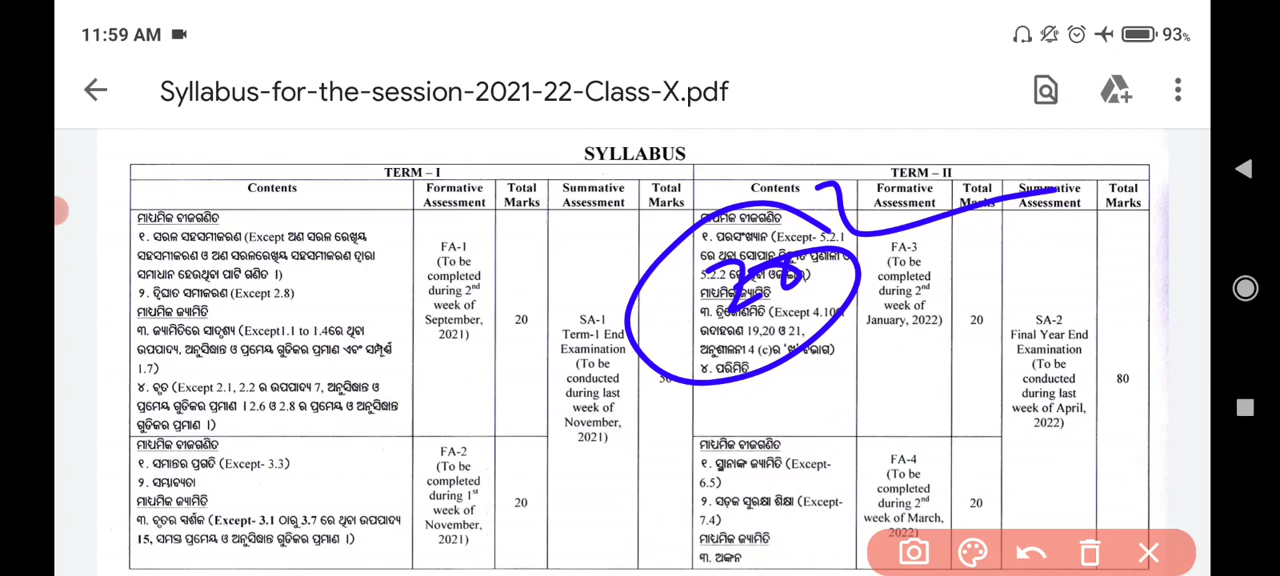 11:59 AM
93%
Syllabus-for-the-session-2021-22-Class-X.pdf
SYLLABUS
TERM – I
TERM – II
Contents
Formative Assessment
Total Marks
Summative Assessment
Total Marks
Contents
Formative Assessment
Total Marks
Summative Assessment
Total Marks
ମାଧ୍ୟମିକ ବୀଜଗଣିତ
୧. ସରଳ ସହସମୀକରଣ (Except ଅଣ ସରଳ ରେଖୀୟ
ସହସମୀକରଣ ଓ ଅଣ ସରଳରେଖୀୟ ସହସମୀକରଣ ଦ୍ୱାରା
ସମାଧାନ ହେଉଥିବା ପାଟି ଗଣିତ ।)
୨. ଦ୍ୱିଘାତ ସମୀକରଣ (Except 2.8)
ମାଧ୍ୟମିକ ଜ୍ୟାମିତି
୩. ଜ୍ୟାମିତିରେ ସାଦୃଶ୍ୟ (Except1.1 to 1.4ରେ ଥିବା
ଉପପାଦ୍ୟ, ଅନୁସିଦ୍ଧାନ୍ତ ଓ ପ୍ରମେୟ ଗୁଡିକର ପ୍ରମାଣ ଏବଂ ସମ୍ପୂର୍ଣ୍ଣ
1.7)
୪. ବୃତ (Except 2.1, 2.2 ର ଉପପାଦ୍ୟ 7, ଅନୁସିଦ୍ଧାନ୍ତ ଓ
ପ୍ରମେୟ ଗୁଡିକର ପ୍ରମାଣ । 2.6 ଓ 2.8 ର ପ୍ରମେୟ ଓ ଅନୁସିଦ୍ଧାନ୍ତ
ଗୁଡିକର ପ୍ରମାଣ ।)
FA-1
(To be
completed
during 2nd
week of
September,
2021)
20
SA-1
Term-1 End
Examination
(To be
conducted
during last
week of
November,
2021)
ମାଧ୍ୟମିକ ବୀଜଗଣିତ
୧. ପରସଂଖ୍ୟାନ (Except- 5.2.1
ରେ ଥିବା ସୋପାନ ପ୍ରଣାଳୀ ଓ
5.2.2
ମାଧ୍ୟମିକ ଜ୍ୟାମିତି
୩. ତ୍ରିକୋଣମିତି (Except 4.10
ଉଦାହରଣ 19,20 ଓ 21,
ଅନୁଶୀଳନୀ 4 (c)ର 'ଖ' ବିଭାଗ)
୪. ପରିମିତି
20
FA-3
(To be
completed
during 2nd
week of
January, 2022)
20
SA-2
Final Year End
Examination
(To be
conducted
during last
week of April,
2022)
80
ମାଧ୍ୟମିକ ବୀଜଗଣିତ
୧. ସମାନ୍ତର ପ୍ରଗତି (Except- 3.3)
୨. ସମ୍ଭାବ୍ୟତା
ମାଧ୍ୟମିକ ଜ୍ୟାମିତି
୩. ବୃତର ସ୍ପର୍ଶକ (Except- 3.1 ଠାରୁ 3.7 ରେ ଥିବା ଉପପାଦ୍ୟ
15, ସମସ୍ତ ପ୍ରମେୟ ଓ ଅନୁସିଦ୍ଧାନ୍ତ ଗୁଡିକର ପ୍ରମାଣ ।)
FA-2
(To be
completed
during 1st
week of
November,
2021)
20
ମାଧ୍ୟମିକ ବୀଜଗଣିତ
୧. ସ୍ଥାନାଙ୍କ ଜ୍ୟାମିତି (Except-
6.5)
୨. ସଡ଼କ ସୁରକ୍ଷା ଶିକ୍ଷା (Except-
7.4)
ମାଧ୍ୟମିକ ଜ୍ୟାମିତି
୩. ଅଙ୍କନ
FA-4
(To be
completed
during 2nd
week of March,
2022)
20